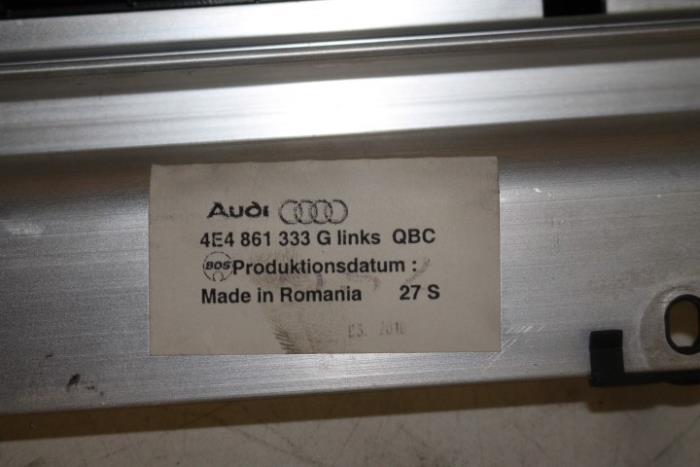 Audi
4E4 861 333 G links QBC
BOS Produktionsdatum :
Made in Romania 27 S